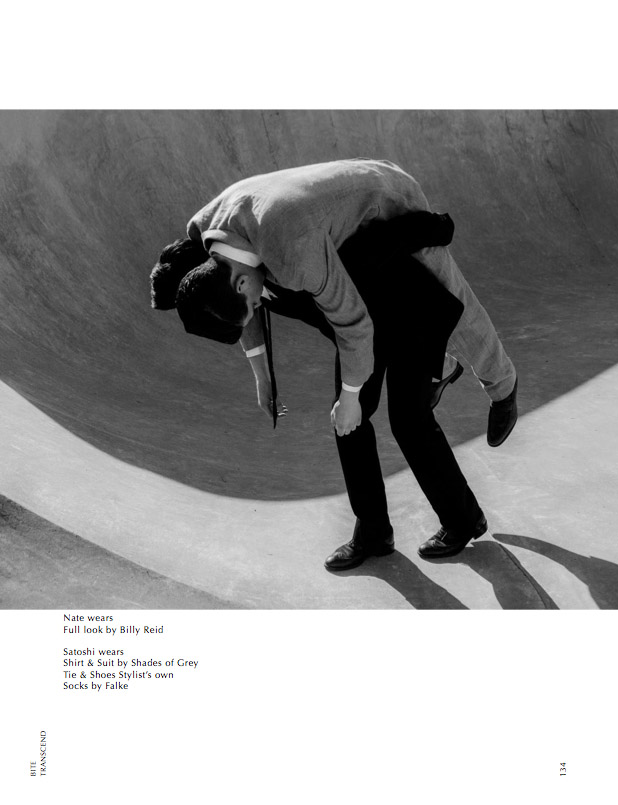 Nate wears
Full look by Billy Reid
Satoshi wears
Shirt & Suit by Shades of Grey
Tie & Shoes Stylist's own
Socks by Falke
BITE
TRANSCEND
134